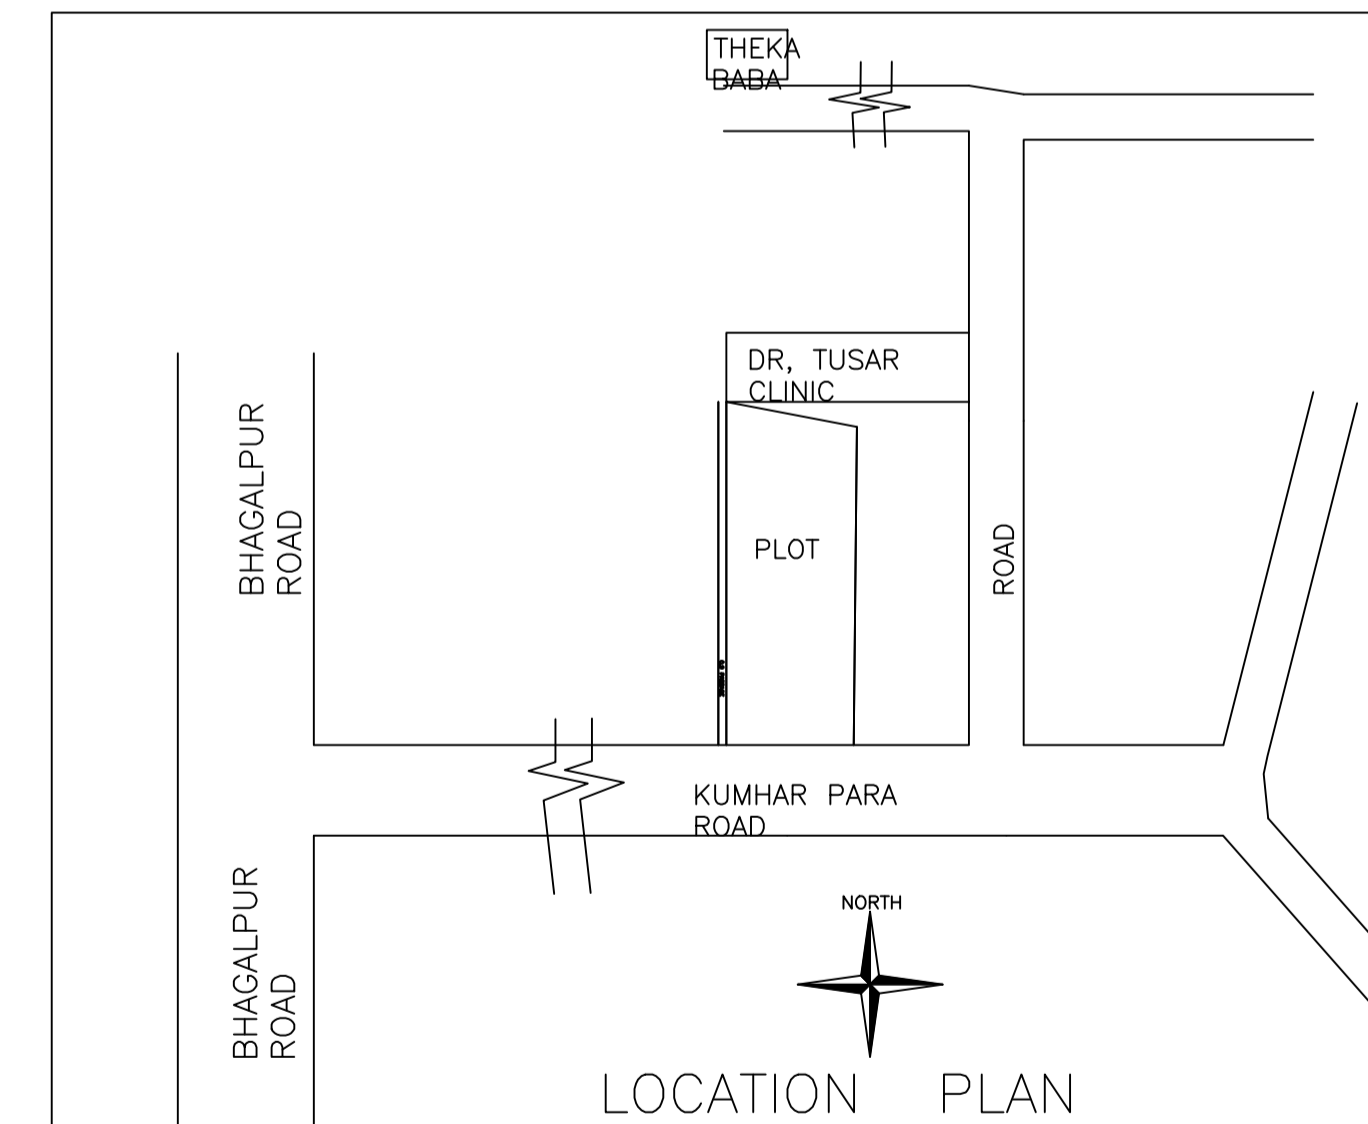 THEKA
BABA
DR, TUSAR
CLINIC
BHAGALPUR
ROAD
PLOT
ROAD
KUMHAR PARA
ROAD
BHAGALPUR
ROAD
NORTH
LOCATION PLAN